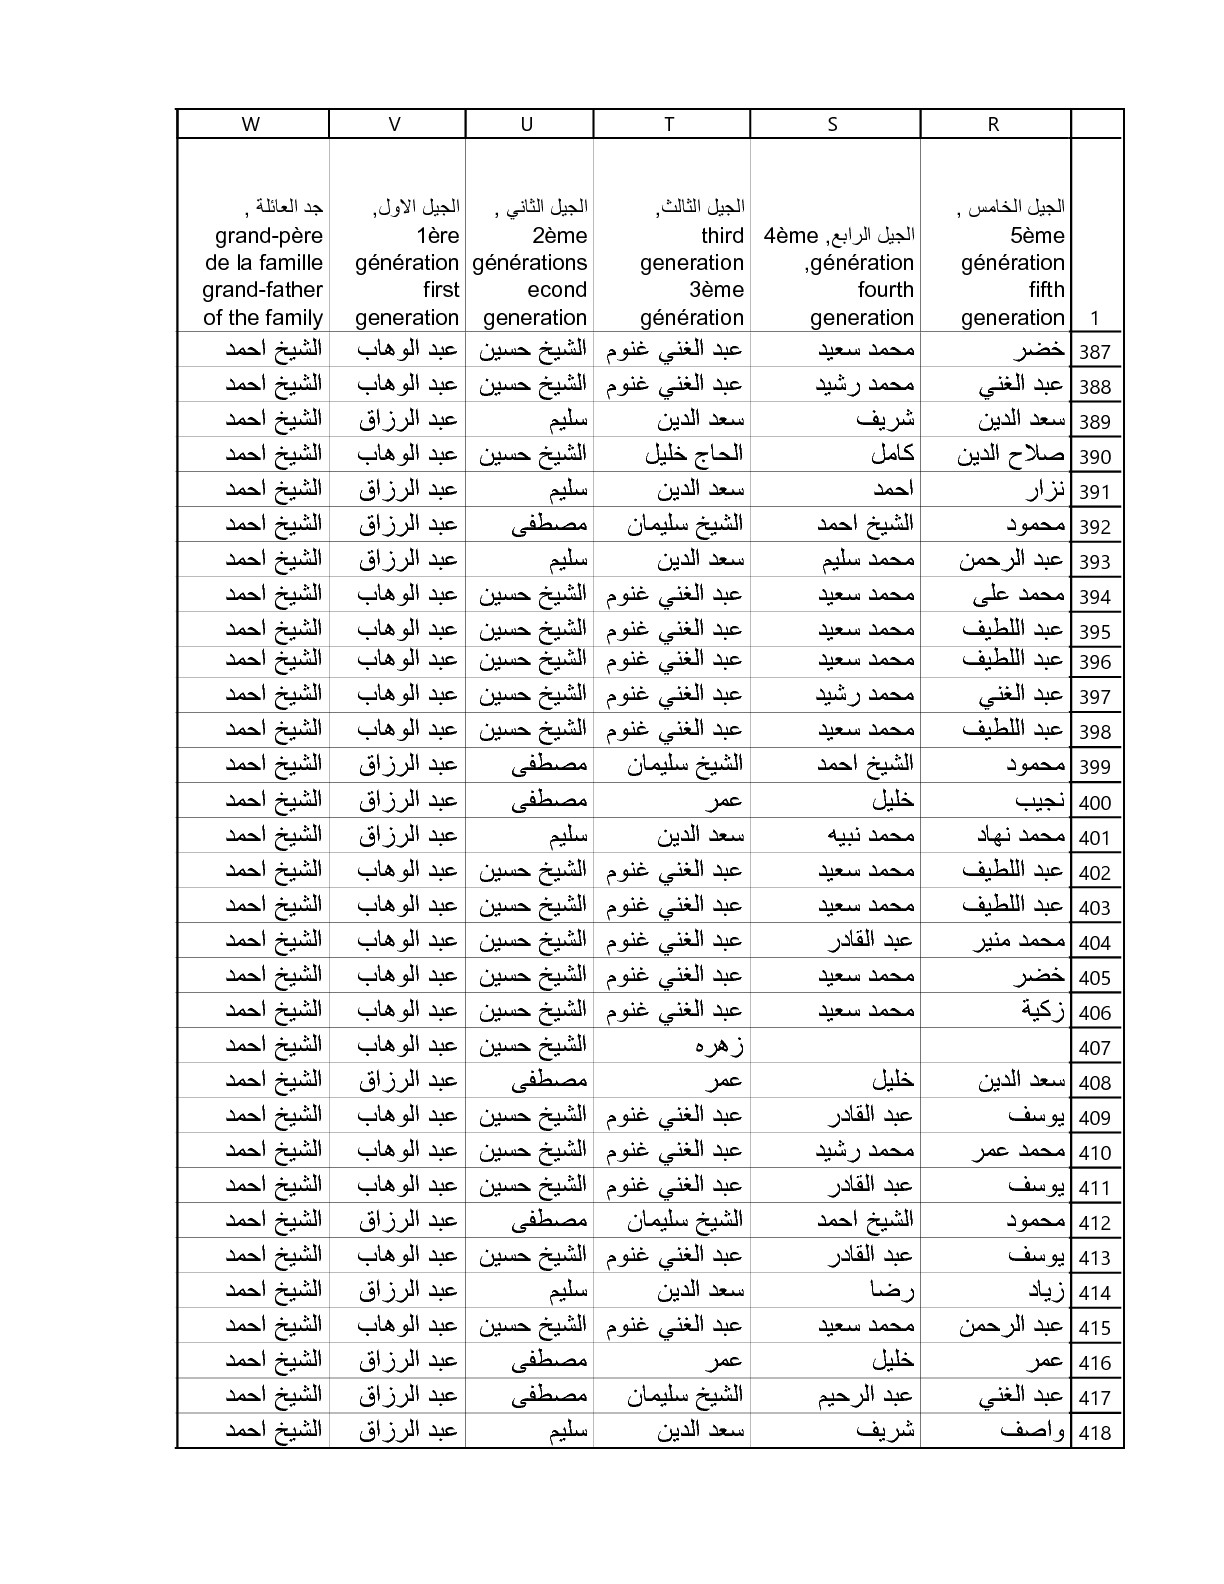 W V U T S R
جد العائلة , grand-père de la famille grand-father of the family | الجيل الاول, 1ère génération first generation | الجيل الثاني , 2ème générations econd generation | الجيل الثالث, third generation 3ème génération | الجيل الرابع, 4ème génération, fourth generation | الجيل الخامس , 5ème génération fifth generation | 1
387 خضر محمد سعيد عبد الغني غنوم الشيخ حسين عبد الوهاب الشيخ احمد
388 عبد الغني محمد رشيد عبد الغني غنوم الشيخ حسين عبد الوهاب الشيخ احمد
389 سعد الدين شريف سعد الدين سليم عبد الرزاق الشيخ احمد
390 صلاح الدين كامل الحاج خليل الشيخ حسين عبد الوهاب الشيخ احمد
391 نزار احمد سعد الدين سليم عبد الرزاق الشيخ احمد
392 محمود الشيخ احمد الشيخ سليمان مصطفى عبد الرزاق الشيخ احمد
393 عبد الرحمن محمد سليم سعد الدين سليم عبد الرزاق الشيخ احمد
394 محمد على محمد سعيد عبد الغني غنوم الشيخ حسين عبد الوهاب الشيخ احمد
395 عبد اللطيف محمد سعيد عبد الغني غنوم الشيخ حسين عبد الوهاب الشيخ احمد
396 عبد اللطيف محمد سعيد عبد الغني غنوم الشيخ حسين عبد الوهاب الشيخ احمد
397 عبد الغني محمد رشيد عبد الغني غنوم الشيخ حسين عبد الوهاب الشيخ احمد
398 عبد اللطيف محمد سعيد عبد الغني غنوم الشيخ حسين عبد الوهاب الشيخ احمد
399 محمود الشيخ احمد الشيخ سليمان مصطفى عبد الرزاق الشيخ احمد
400 نجيب خليل عمر مصطفى عبد الرزاق الشيخ احمد
401 محمد نهاد محمد نبيه سعد الدين سليم عبد الرزاق الشيخ احمد
402 عبد اللطيف محمد سعيد عبد الغني غنوم الشيخ حسين عبد الوهاب الشيخ احمد
403 عبد اللطيف محمد سعيد عبد الغني غنوم الشيخ حسين عبد الوهاب الشيخ احمد
404 محمد منير عبد القادر عبد الغني غنوم الشيخ حسين عبد الوهاب الشيخ احمد
405 خضر محمد سعيد عبد الغني غنوم الشيخ حسين عبد الوهاب الشيخ احمد
406 زكية محمد سعيد عبد الغني غنوم الشيخ حسين عبد الوهاب الشيخ احمد
407 زهره الشيخ حسين عبد الوهاب الشيخ احمد
408 سعد الدين خليل عمر مصطفى عبد الرزاق الشيخ احمد
409 يوسف عبد القادر عبد الغني غنوم الشيخ حسين عبد الوهاب الشيخ احمد
410 محمد عمر محمد رشيد عبد الغني غنوم الشيخ حسين عبد الوهاب الشيخ احمد
411 يوسف عبد القادر عبد الغني غنوم الشيخ حسين عبد الوهاب الشيخ احمد
412 محمود الشيخ احمد الشيخ سليمان مصطفى عبد الرزاق الشيخ احمد
413 يوسف عبد القادر عبد الغني غنوم الشيخ حسين عبد الوهاب الشيخ احمد
414 زياد رضا سعد الدين سليم عبد الرزاق الشيخ احمد
415 عبد الرحمن محمد سعيد عبد الغني غنوم الشيخ حسين عبد الوهاب الشيخ احمد
416 عمر خليل عمر مصطفى عبد الرزاق الشيخ احمد
417 عبد الغني عبد الرحيم الشيخ سليمان مصطفى عبد الرزاق الشيخ احمد
418 واصف شريف سعد الدين سليم عبد الرزاق الشيخ احمد